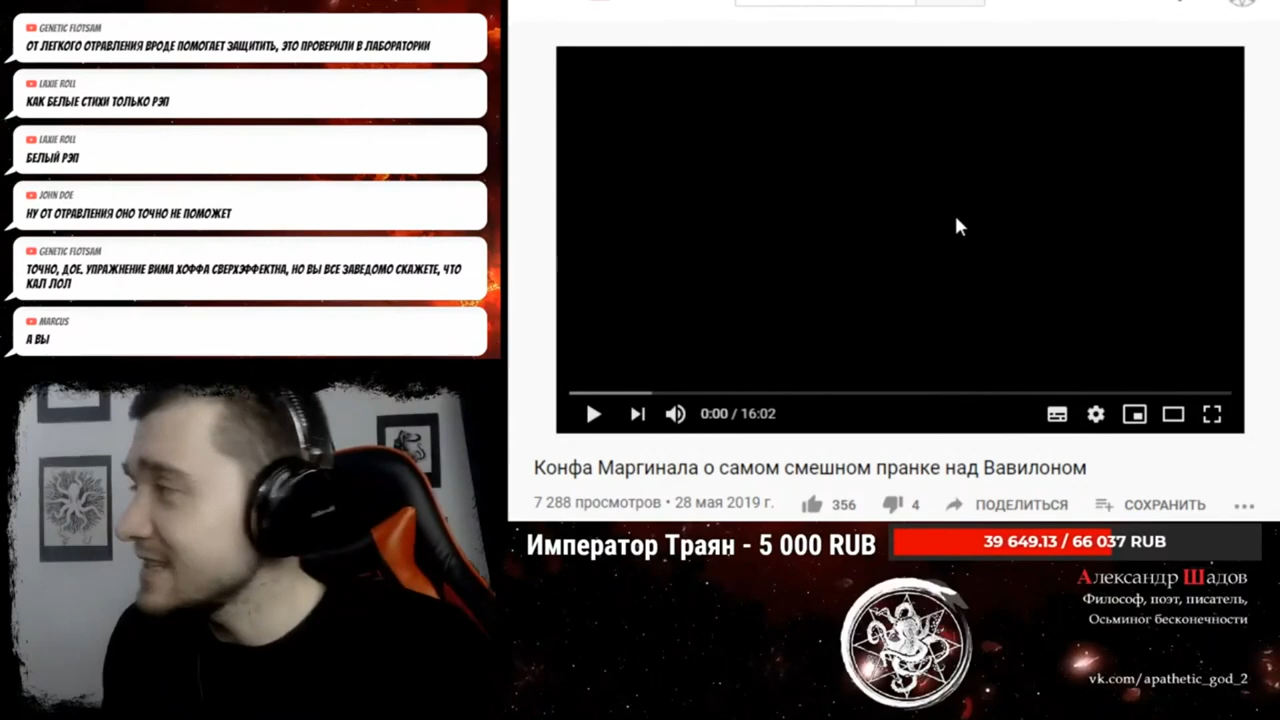 GENETIC FLOTSAM
ОТ ЛЕГКОГО ОТРАВЛЕНИЯ ВРОДЕ ПОМОГАЕТ ЗАЩИТИТЬ, ЭТО ПРОВЕРИЛИ В ЛАБОРАТОРИИ
LAXIE ROLL
КАК БЕЛЫЕ СТИХИ ТОЛЬКО РЭП
LAXIE ROLL
БЕЛЫЙ РЭП
JOHN DOE
НУ ОТ ОТРАВЛЕНИЯ ОНО ТОЧНО НЕ ПОМОЖЕТ
GENETIC FLOTSAM
ТОЧНО, ДОЕ. УПРАЖНЕНИЕ ВИМА ХОФФА СВЕРХЭФФЕКТНА, НО ВЫ ВСЕ ЗАВЕДОМО СКАЖЕТЕ, ЧТО
КАЛ ЛОЛ
MARCUS
А ВЫ
0:00 / 16:02
Конфа Маргинала о самом смешном пранке над Вавилоном
7 288 просмотров • 28 мая 2019 г.
356
4
ПОДЕЛИТЬСЯ
СОХРАНИТЬ
Император Траян - 5 000 RUB
39 649.13 / 66 037 RUB
Александр Шадов
Философ, поэт, писатель,
Осьминог бесконечности
vk.com/apathetic_god_2